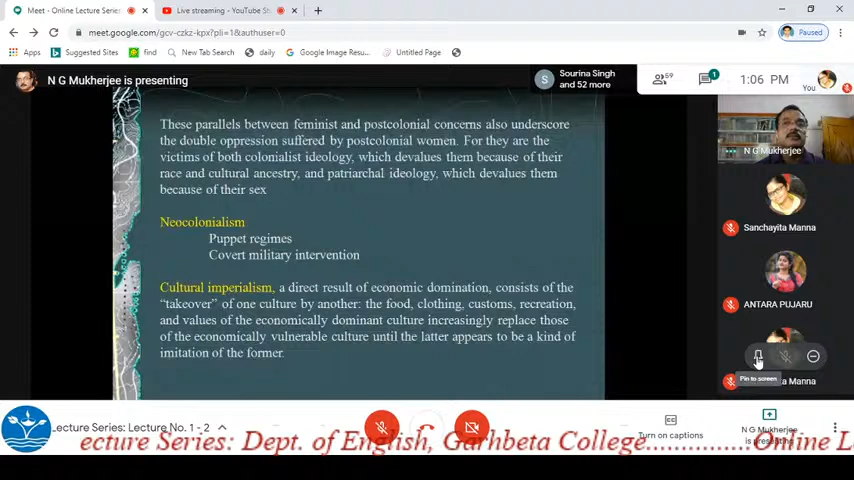 Meet - Online Lecture Series:
Live streaming - YouTube St
meet.google.com/gcv-czkz-kpx?pli=1&authuser=0
Paused
Apps
Suggested Sites
find
New Tab Search
daily
Google Image Resu...
Untitled Page
N G Mukherjee is presenting
S
Sourina Singh
and 52 more
59
1
1:06 PM
You
These parallels between feminist and postcolonial concerns also underscore
the double oppression suffered by postcolonial women. For they are the
victims of both colonialist ideology, which devalues them because of their
race and cultural ancestry, and patriarchal ideology, which devalues them
because of their sex
Neocolonialism
Puppet regimes
Covert military intervention
Cultural imperialism, a direct result of economic domination, consists of the
“takeover” of one culture by another: the food, clothing, customs, recreation,
and values of the economically dominant culture increasingly replace those
of the economically vulnerable culture until the latter appears to be a kind of
imitation of the former.
N G Mukherjee
Sanchayita Manna
ANTARA PUJARU
Pin to screen
ita Manna
ecture Series: Lecture No. 1 - 2
Turn on captions
N G Mukherjee
is presenting
ecture Series: Dept. of English, Garhbeta College..............Online L